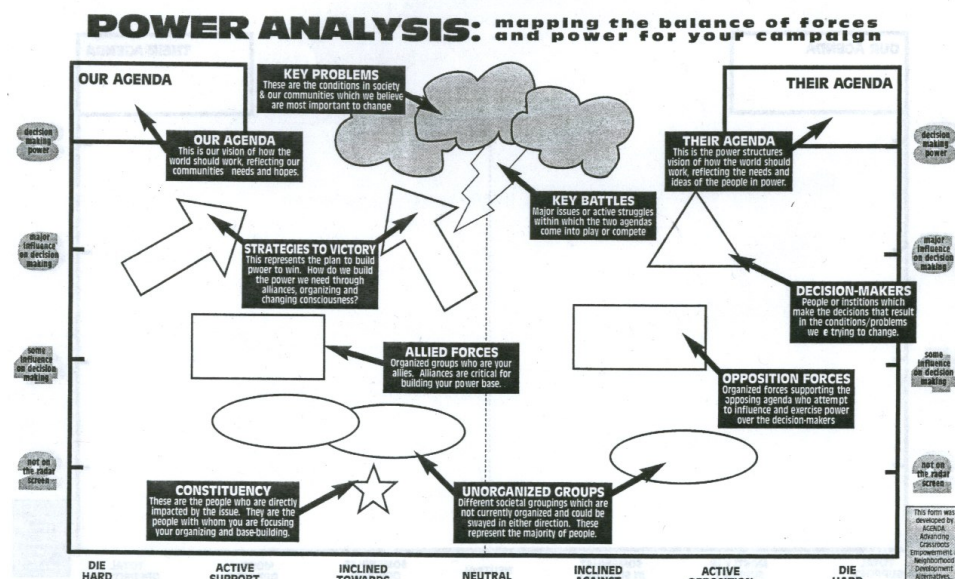 POWER ANALYSIS:
mapping the balance of forces
and power for your campaign
OUR AGENDA
THEIR AGENDA
KEY PROBLEMS
These are the conditions in society
& our communities which we believe
are most important to change
OUR AGENDA
This is our vision of how the
world should work, reflecting our
communities needs and hopes.
THEIR AGENDA
This is the power structures
vision of how the world should
work, reflecting the needs and
ideas of the people in power.
decision
making
power
decision
making
power
KEY BATTLES
Major issues or active struggles
within which the two agendas
come into play or compete
major
influence
on decision
making
major
influence
on decision
making
STRATEGIES TO VICTORY
This represents the plan to build
pwoer to win. How do we build
the power we need through
alliances, organizing and
changing consciousness?
DECISION-MAKERS
People or institions which
make the decisions that result
in the conditions/problems
we e trying to change.
ALLIED FORCES
Organized groups who are your
allies. Alliances are critical for
building your power base.
some
influence
on decision
making
some
influence
on decision
making
OPPOSITION FORCES
Organized forces supporting the
opposing agenda who attempt
to influence and exercise power
over the decision-makers
not on
the radar
screen
not on
the radar
screen
CONSTITUENCY
These are the people who are directly
impacted by the issue. They are the
people with whom you are focusing
your organizing and base-building.
UNORGANIZED GROUPS
Different societal groupings which are
not currently organized and could be
swayed in either direction. These
represent the majority of people.
This form was
developed by
AGENDA
Advancing
Grassroots
Empowerment
Neighborhood
Development
Alternatives.
DIE
HARD
ACTIVE
SUPPORT
INCLINED
TOWARDS
NEUTRAL
INCLINED
AGAINST
ACTIVE
OPPOSITION
DIE
HARD